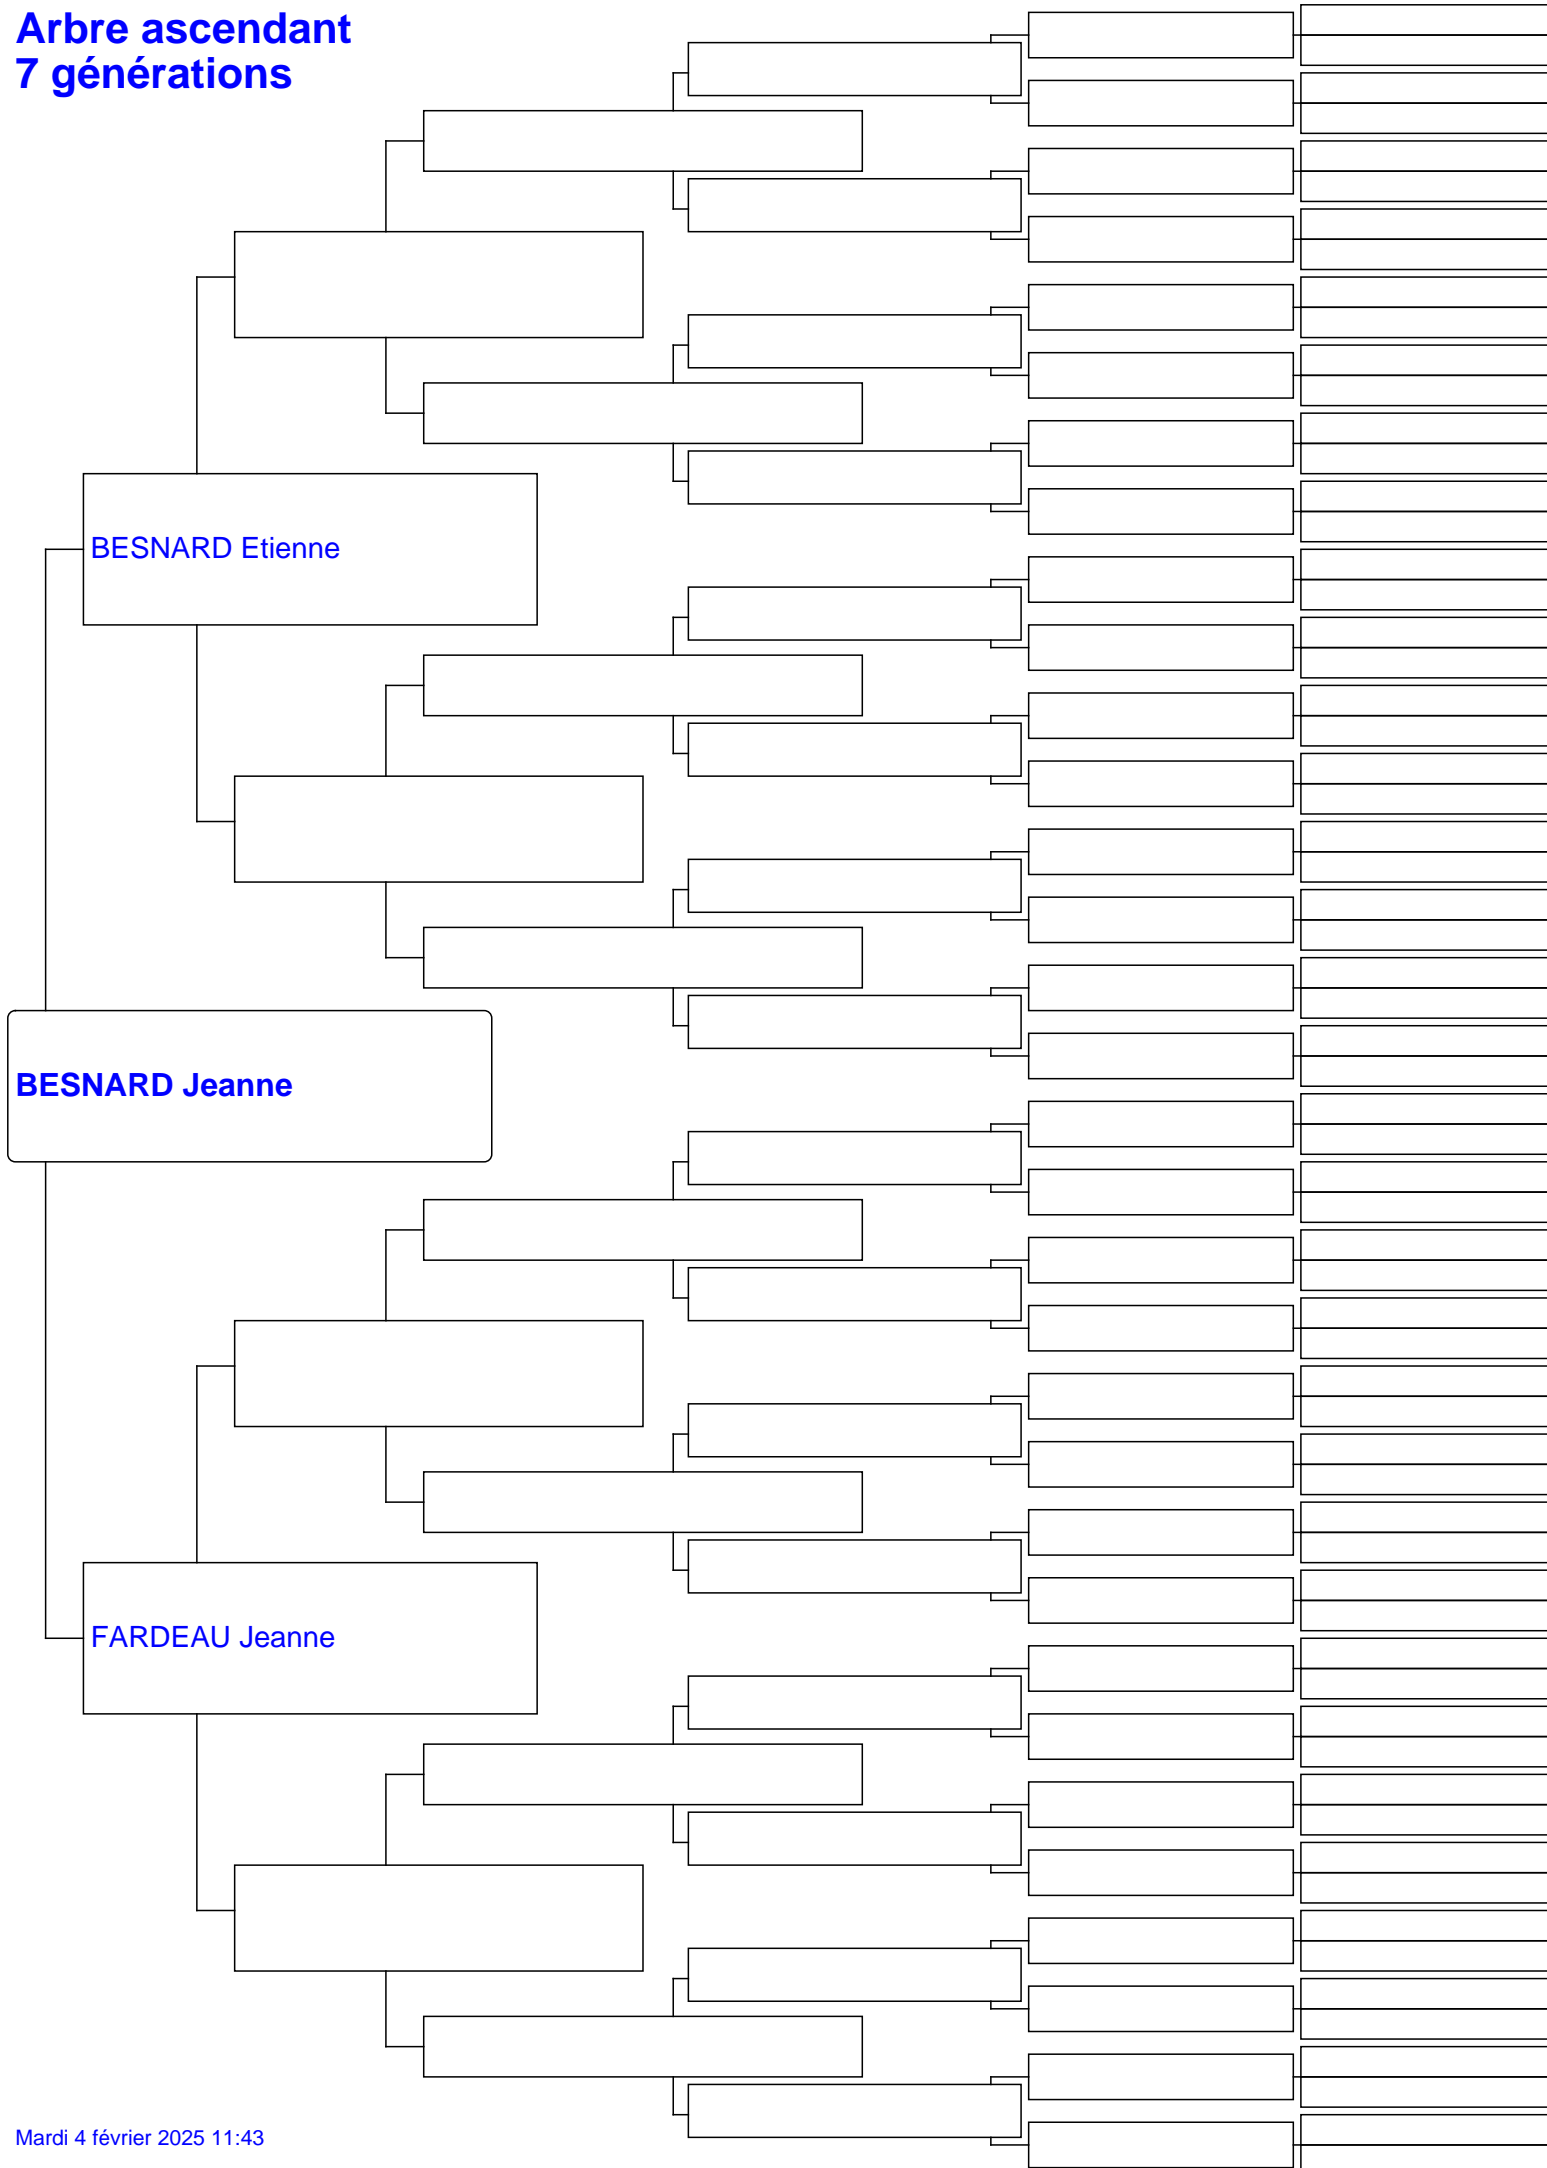 Arbre ascendant
7 générations
BESNARD Etienne
BESNARD Jeanne
FARDEAU Jeanne
Mardi 4 février 2025 11:43